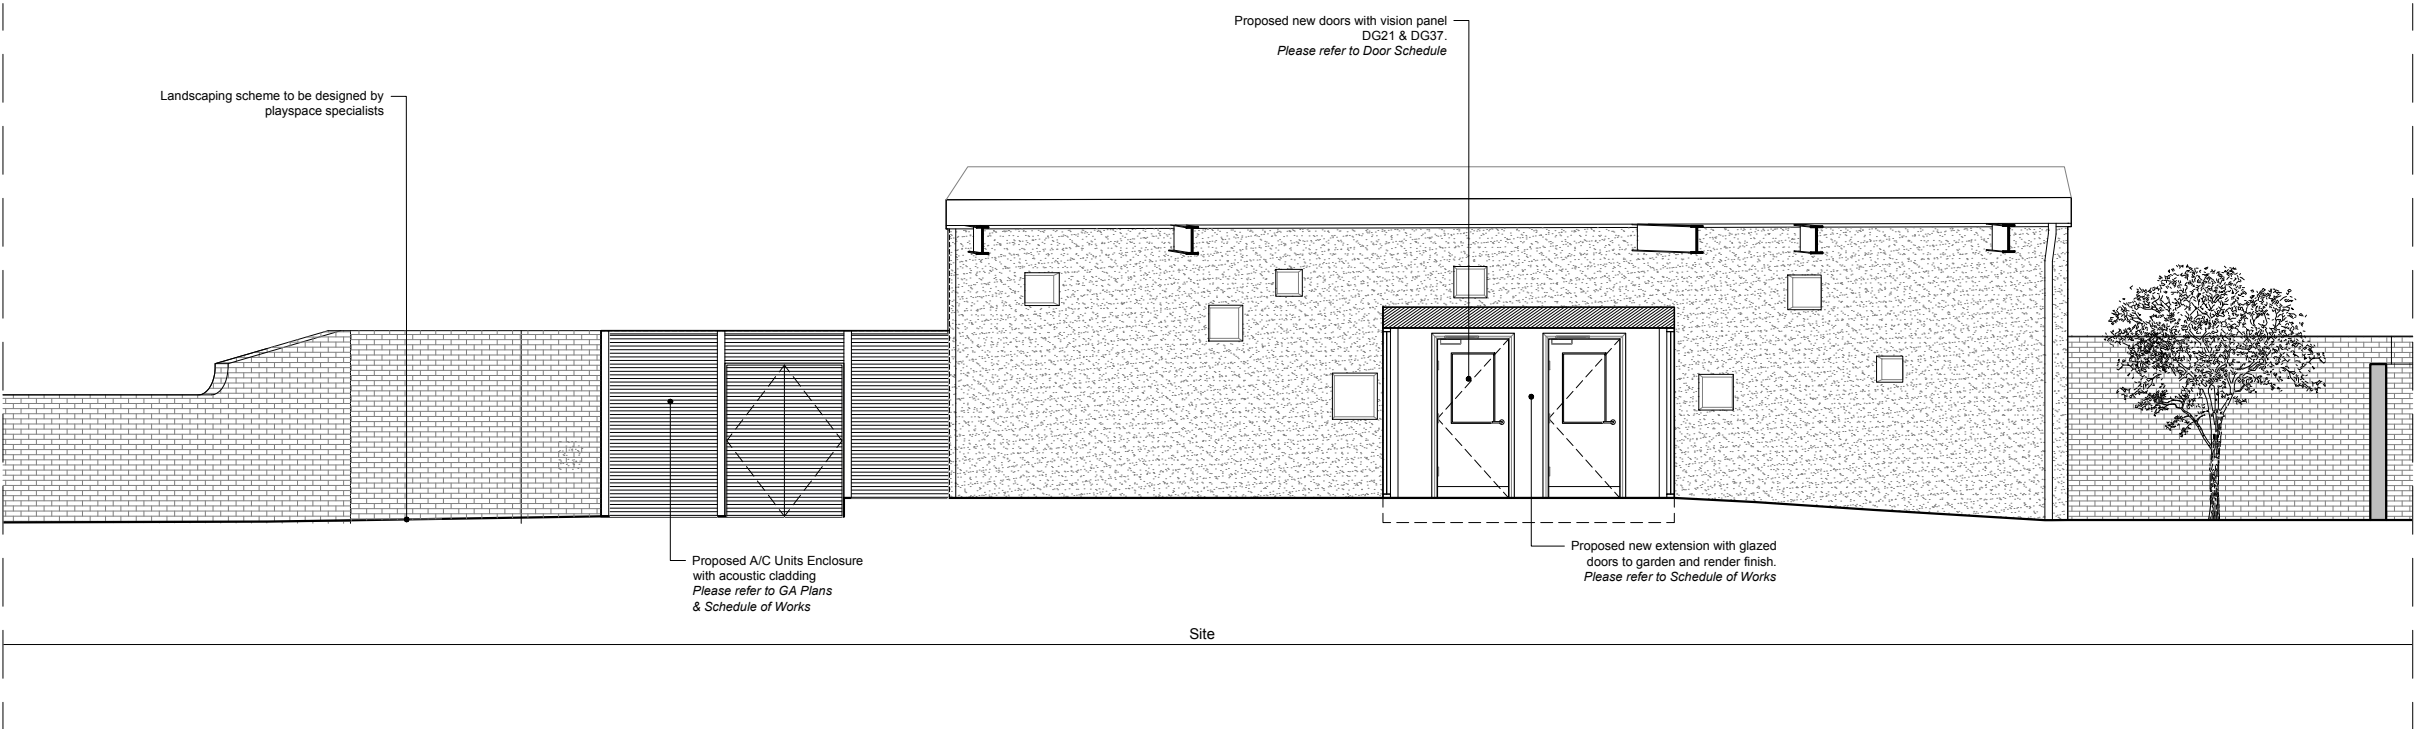 Proposed new doors with vision panel
DG21 & DG37.
Please refer to Door Schedule
Landscaping scheme to be designed by
playspace specialists
Proposed A/C Units Enclosure
with acoustic cladding
Please refer to GA Plans
& Schedule of Works
Proposed new extension with glazed
doors to garden and render finish.
Please refer to Schedule of Works
Site